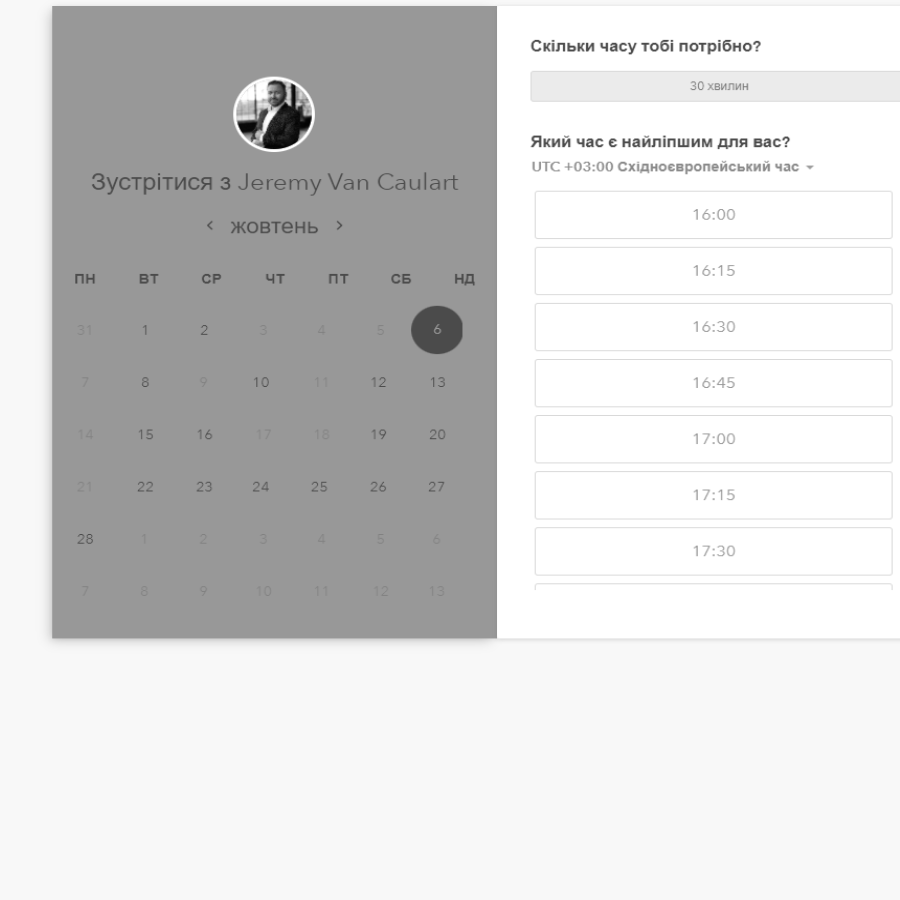 Зустрітися з Jeremy Van Caulart
жовтень
ПН ВТ СР ЧТ ПТ СБ НД
31 1 2 3 4 5 6
7 8 9 10 11 12 13
14 15 16 17 18 19 20
21 22 23 24 25 26 27
28 1 2 3 4 5 6
7 8 9 10 11 12 13
Скільки часу тобі потрібно?
30 хвилин
Який час є найліпшим для вас?
UTC +03:00 Східноєвропейський час
16:00
16:15
16:30
16:45
17:00
17:15
17:30